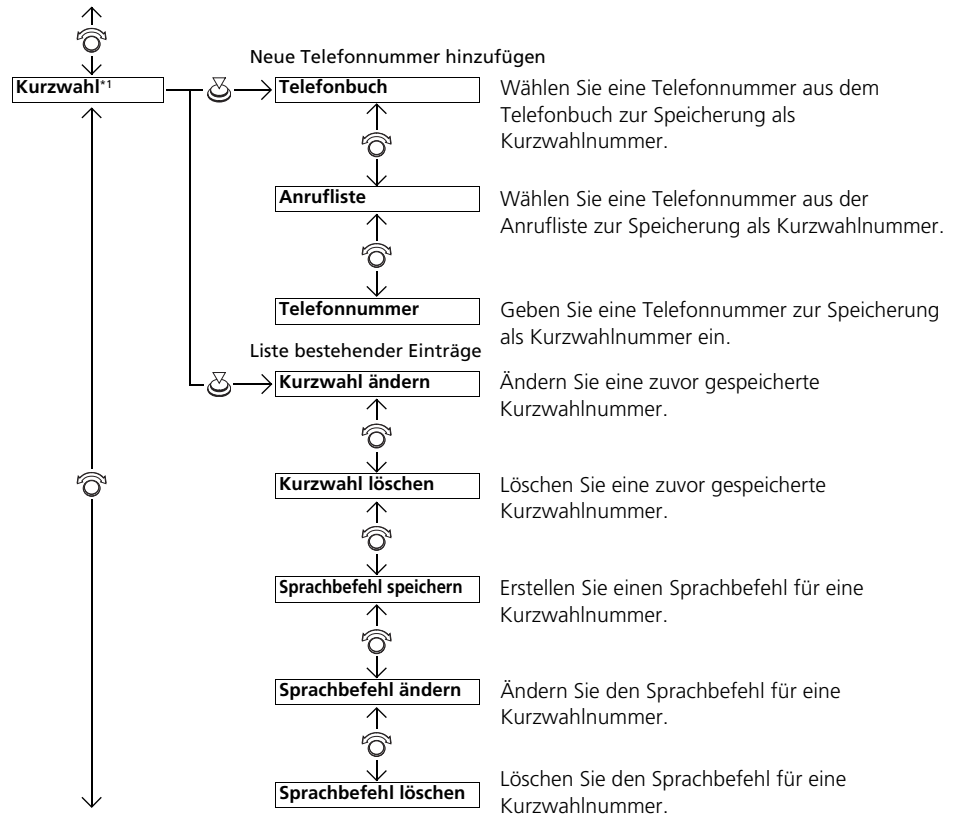 Neue Telefonnummer hinzufügen
Kurzwahl*1
Telefonbuch
Wählen Sie eine Telefonnummer aus dem
Telefonbuch zur Speicherung als
Kurzwahlnummer.
Anrufliste
Wählen Sie eine Telefonnummer aus der
Anrufliste zur Speicherung als Kurzwahlnummer.
Telefonnummer
Geben Sie eine Telefonnummer zur Speicherung
als Kurzwahlnummer ein.
Liste bestehender Einträge
Kurzwahl ändern
Ändern Sie eine zuvor gespeicherte
Kurzwahlnummer.
Kurzwahl löschen
Löschen Sie eine zuvor gespeicherte
Kurzwahlnummer.
Sprachbefehl speichern
Erstellen Sie einen Sprachbefehl für eine
Kurzwahlnummer.
Sprachbefehl ändern
Ändern Sie den Sprachbefehl für eine
Kurzwahlnummer.
Sprachbefehl löschen
Löschen Sie den Sprachbefehl für eine
Kurzwahlnummer.